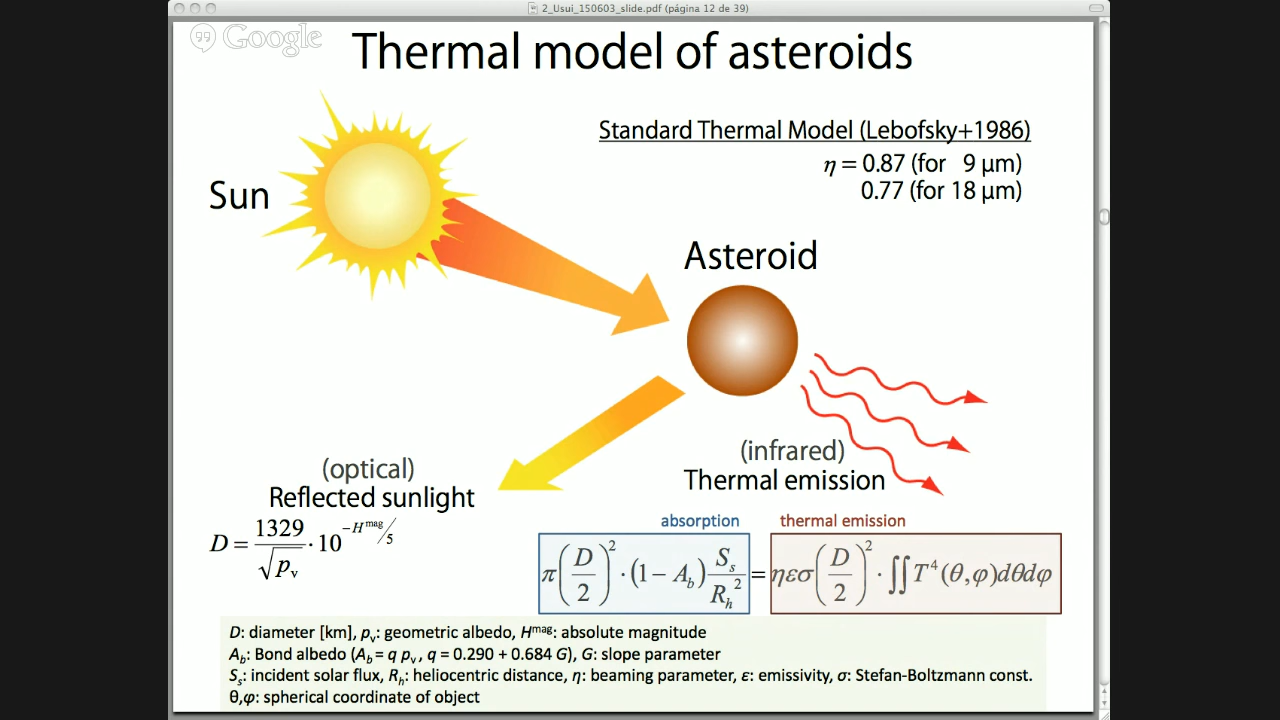 2_Usui_150603_slide.pdf (página 12 de 39)
Google
Thermal model of asteroids
Standard Thermal Model (Lebofsky+1986)
η = 0.87 (for 9 μm)
0.77 (for 18 μm)
Sun
Asteroid
(infrared)
Thermal emission
(optical)
Reflected sunlight
D = 1329/√p_v · 10^(−H^mag/5)
absorption
thermal emission
π(D/2)² · (1 − A_b) S_s/R_h² = ηεσ(D/2)² · ∬T⁴(θ,φ)dθdφ
D: diameter [km], p_v: geometric albedo, H^mag: absolute magnitude
A_b: Bond albedo (A_b = q p_v , q = 0.290 + 0.684 G), G: slope parameter
S_s: incident solar flux, R_h: heliocentric distance, η: beaming parameter, ε: emissivity, σ: Stefan-Boltzmann const.
θ,φ: spherical coordinate of object